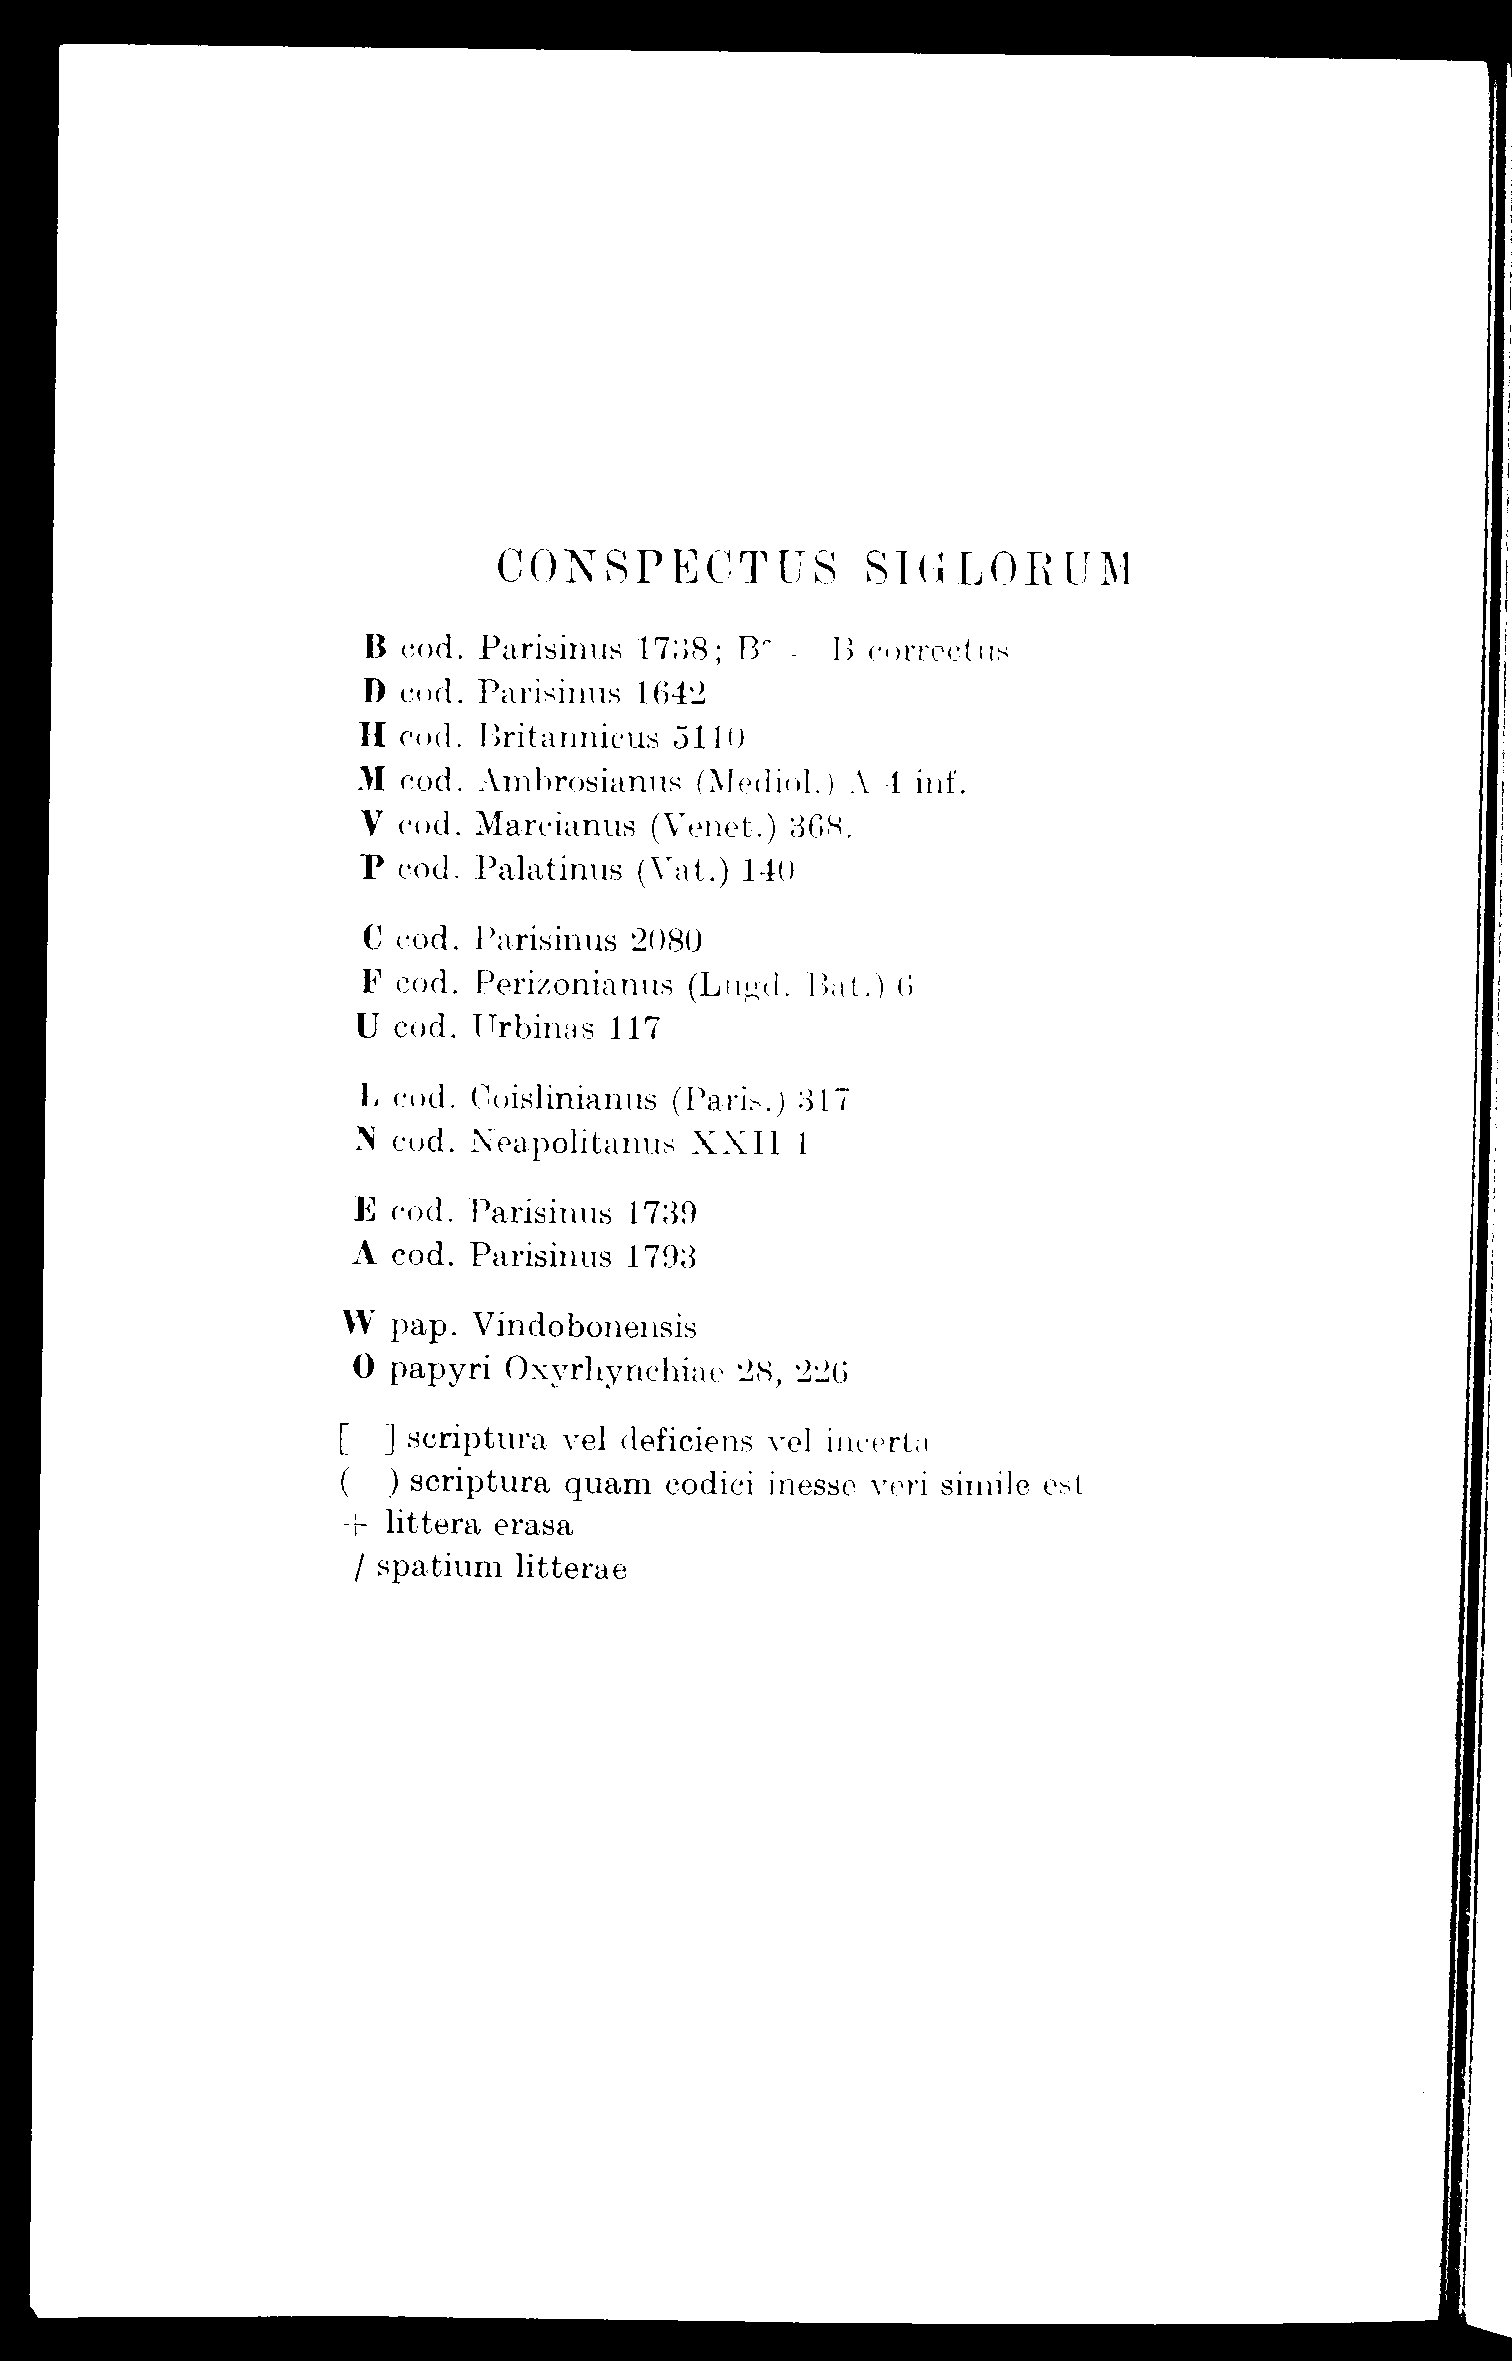 CONSPECTUS SIGLORUM
B cod. Parisinus 1738; Bᶜ = B correctus
D cod. Parisinus 1642
H cod. Britannicus 5110
M cod. Ambrosianus (Mediol.) A 4 inf.
V cod. Marcianus (Venet.) 368.
P cod. Palatinus (Vat.) 140
C cod. Parisinus 2080
F cod. Perizonianus (Lugd. Bat.) 6
U cod. Urbinas 117
L cod. Coislinianus (Paris.) 317
N cod. Neapolitanus XXII 1
E cod. Parisinus 1739
A cod. Parisinus 1793
W pap. Vindobonensis
O papyri Oxyrhynchiae 28, 226
[ ] scriptura vel deficiens vel incerta
( ) scriptura quam codici inesse veri simile est
+ littera erasa
/ spatium litterae